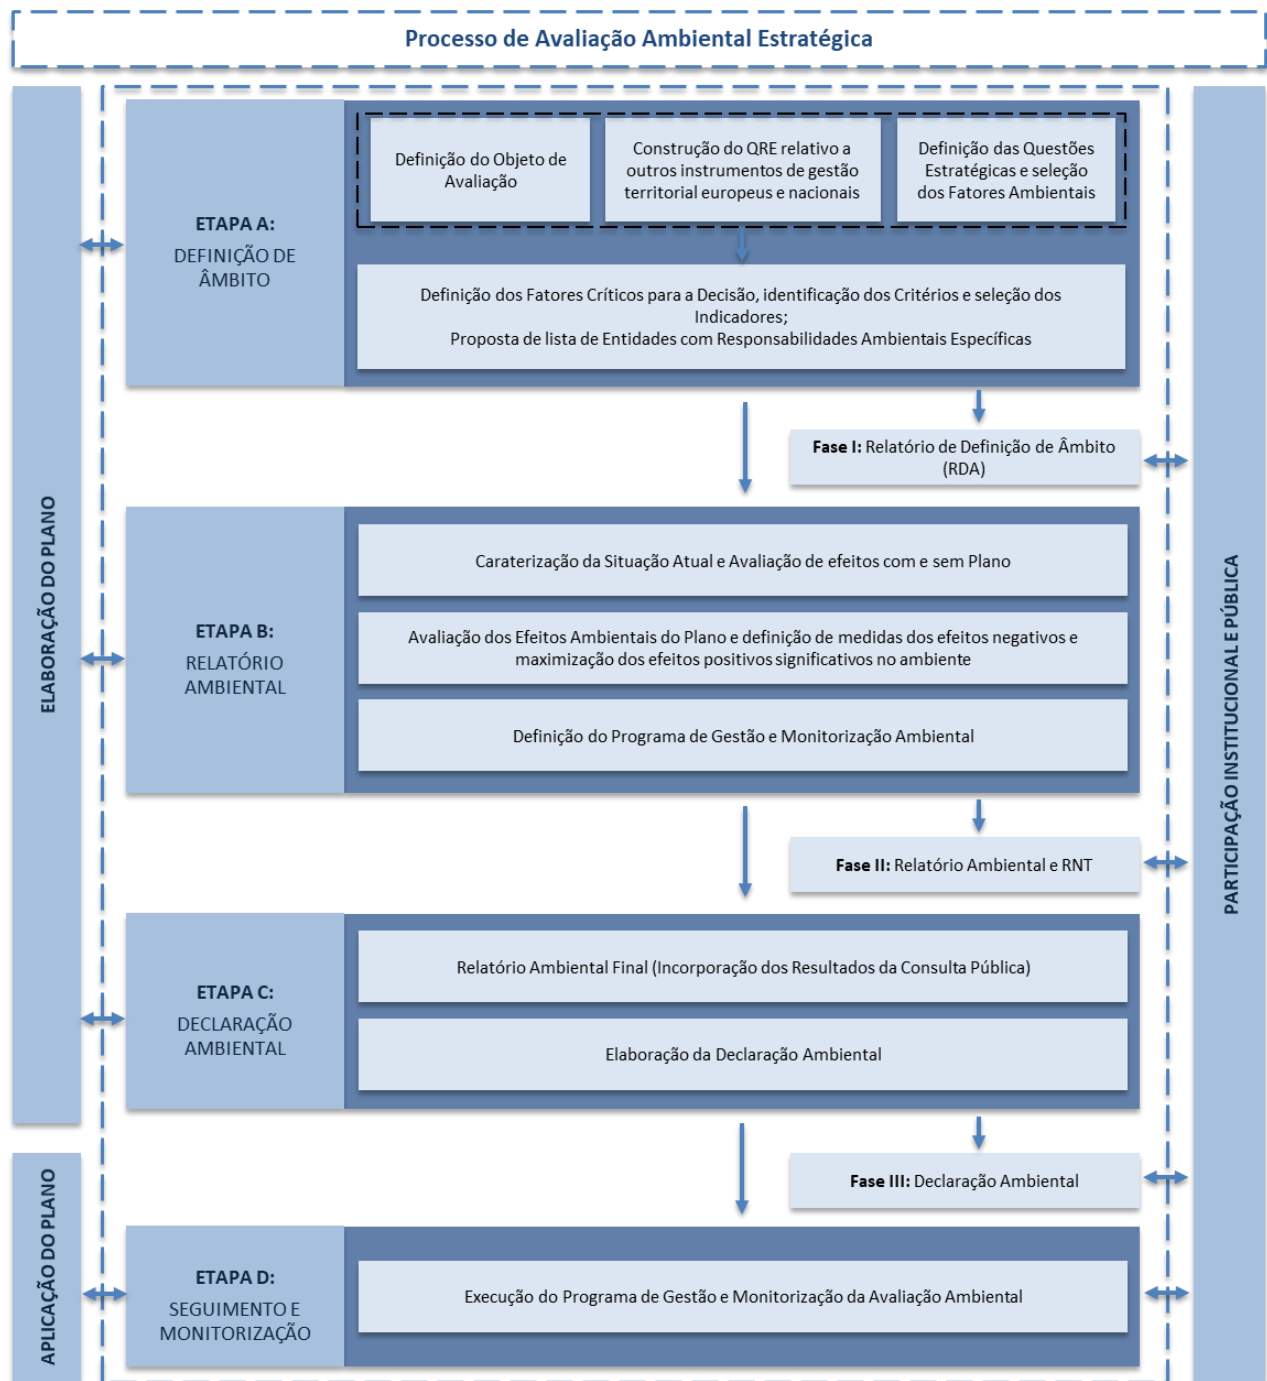 Processo de Avaliação Ambiental Estratégica
ELABORAÇÃO DO PLANO
ETAPA A:
DEFINIÇÃO DE
ÂMBITO
Definição do Objeto de
Avaliação
Construção do QRE relativo a
outros instrumentos de gestão
territorial europeus e nacionais
Definição das Questões
Estratégicas e seleção
dos Fatores Ambientais
Definição dos Fatores Críticos para a Decisão, identificação dos Critérios e seleção dos
Indicadores;
Proposta de lista de Entidades com Responsabilidades Ambientais Específicas
Fase I: Relatório de Definição de Âmbito
(RDA)
ETAPA B:
RELATÓRIO
AMBIENTAL
Caraterização da Situação Atual e Avaliação de efeitos com e sem Plano
Avaliação dos Efeitos Ambientais do Plano e definição de medidas dos efeitos negativos e
maximização dos efeitos positivos significativos no ambiente
Definição do Programa de Gestão e Monitorização Ambiental
Fase II: Relatório Ambiental e RNT
ETAPA C:
DECLARAÇÃO
AMBIENTAL
Relatório Ambiental Final (Incorporação dos Resultados da Consulta Pública)
Elaboração da Declaração Ambiental
Fase III: Declaração Ambiental
APLICAÇÃO DO PLANO
ETAPA D:
SEGUIMENTO E
MONITORIZAÇÃO
Execução do Programa de Gestão e Monitorização da Avaliação Ambiental
PARTICIPAÇÃO INSTITUCIONAL E PÚBLICA